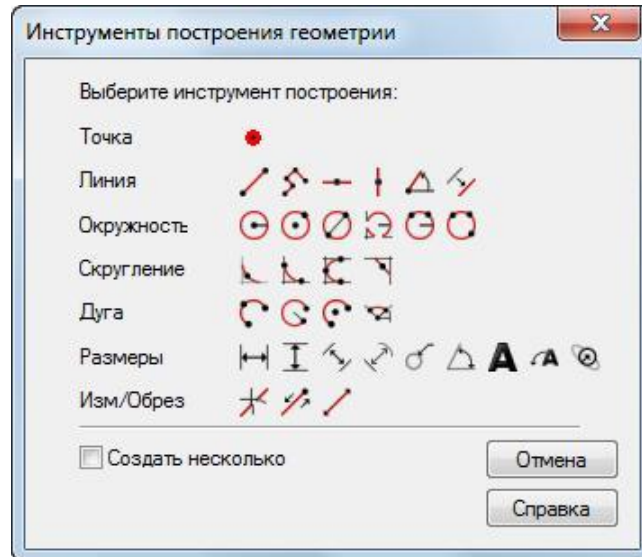 Инструменты построения геометрии
Выберите инструмент построения:
Точка
Линия
Окружность
Скругление
Дуга
Размеры
Изм/Обрез
Создать несколько
Отмена
Справка